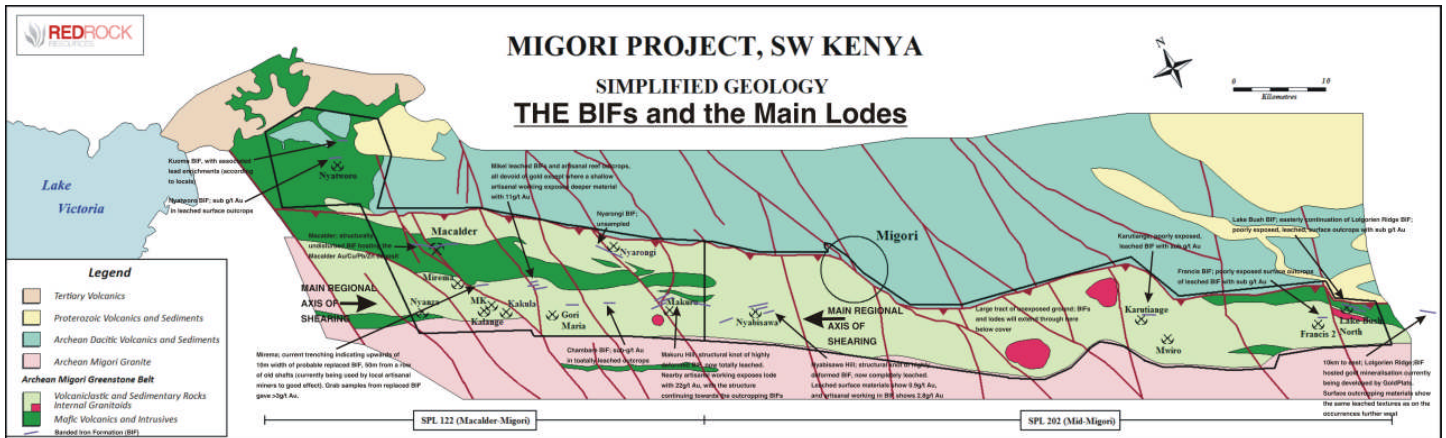 REDROCK
RESOURCES
MIGORI PROJECT, SW KENYA
SIMPLIFIED GEOLOGY
THE BIFs and the Main Lodes
N
0 10
Kilometres
Lake
Victoria
Kuoma BIF, with associated
lead enrichments (according
to locals)
Nyatworo
Nyatworo BIF; sub g/t Au
in leached surface outcrops
Mikei leached BIFs and artisanal reef outcrops,
all devoid of gold except where a shallow
artisanal working exposes deeper material
with 11g/t Au
Nyarongi BIF;
unsampled
Nyarongi
Macalder
Macalder; structurally
undisturbed BIF hosting the
Macalder Au/Cu/Pb/Zn deposit
Migori
Lake Bush BIF; easterly continuation of Lolgorien Ridge BIF;
poorly exposed, leached, surface outcrops with sub g/t Au
Karutiange; poorly exposed,
leached BIF with sub g/t Au
Francis BIF; poorly exposed surface outcrops
of leached BIF with sub g/t Au
Mirema
MAIN REGIONAL
AXIS OF
SHEARING
Nyanza
MK
Kakula
Kalange
Gori
Maria
Makuru
Nyabisawa
MAIN REGIONAL
AXIS OF
SHEARING
Large tract of unexposed ground; BIFs
and lodes will extend through here
below cover
Karutiange
Mwiro
Francis 2
Lake Bush
North
Mirema; current trenching indicating upwards of
10m width of probable replaced BIF, 50m from a row
of old shafts (currently being used by local artisanal
miners to good effect). Grab samples from replaced BIF
gave >3g/t Au.
Chambare BIF; sub-g/t Au
in toatally leached outcrops
Makuru Hill; structural knot of highly
deformed BIF, now totally leached.
Nearby artisanal working exposes lode
with 22g/t Au, with the structure
continuing towards the outcropping BIFs
Nyabisawa Hill; structural knot of highly
deformed BIF, now completely leached.
Leached surface materials show 0.9g/t Au,
and artisanal working in BIF shows 2.8g/t Au
10km to east; Lolgorien Ridge; BIF
hosted gold mineralisation currently
being developed by GoldPlats.
Surface outcropping materials show
the same leached textures as on the
occurrences further west
SPL 122 (Macalder-Migori)
SPL 202 (Mid-Migori)
Legend
Tertiary Volcanics
Proterozoic Volcanics and Sediments
Archean Dacitic Volcanics and Sediments
Archean Migori Granite
Archean Migori Greenstone Belt
Volcaniclastic and Sedimentary Rocks
Internal Granitoids
Mafic Volcanics and Intrusives
Banded Iron Formation (BIF)